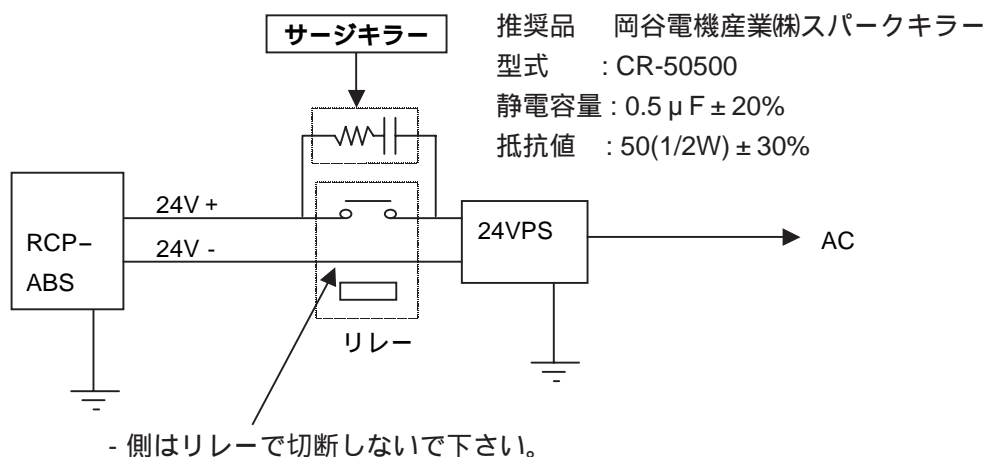 サージキラー
推奨品 岡谷電機産業㈱スパークキラー
型式 : CR-50500
静電容量 : 0.5 μ F ± 20%
抵抗値 : 50(1/2W) ± 30%
24V +
24V -
RCP−
ABS
24VPS
AC
リレー
- 側はリレーで切断しないで下さい。